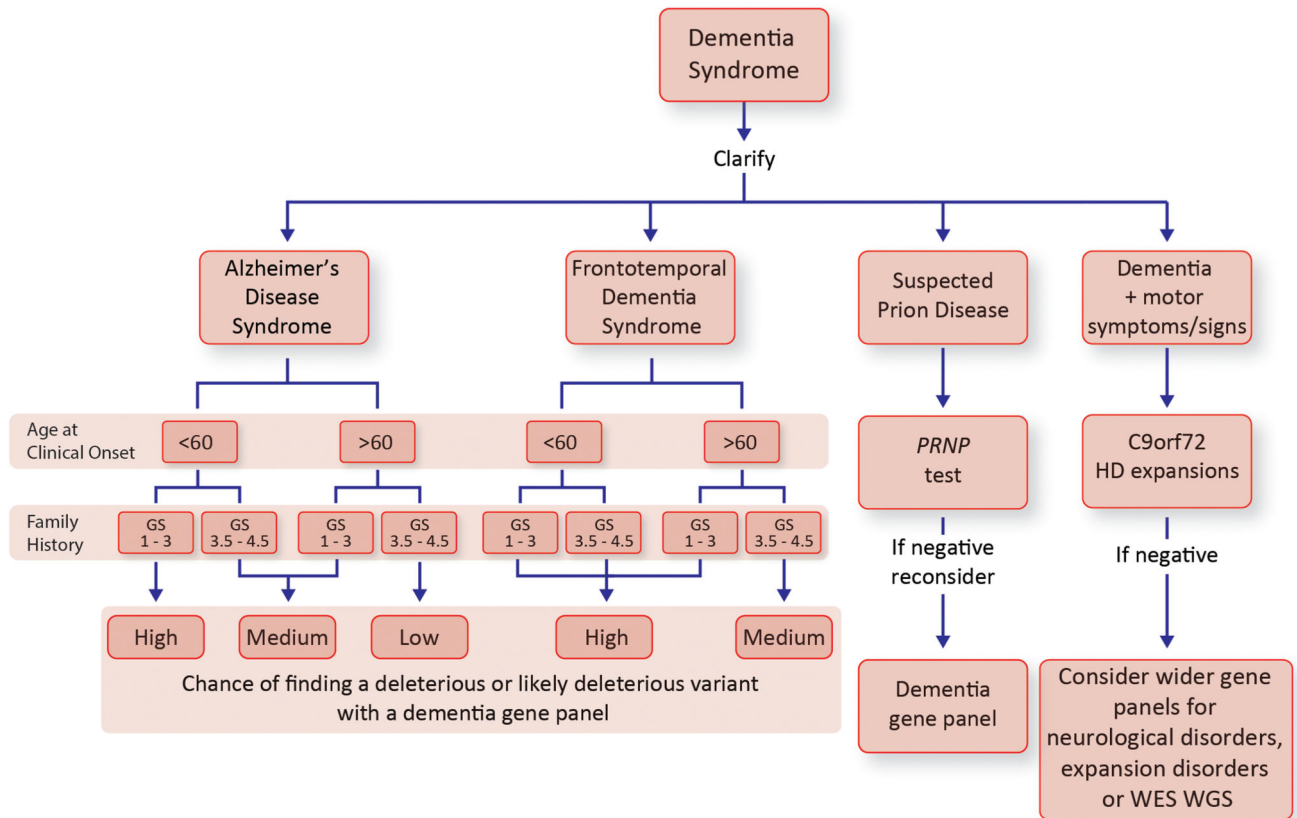 Dementia
Syndrome
Clarify
Alzheimer's
Disease
Syndrome
Frontotemporal
Dementia
Syndrome
Suspected
Prion Disease
Dementia
+ motor
symptoms/signs
Age at
Clinical Onset
<60
>60
<60
>60
PRNP
test
C9orf72
HD expansions
Family
History
GS
1 - 3
GS
3.5 - 4.5
GS
1 - 3
GS
3.5 - 4.5
GS
1 - 3
GS
3.5 - 4.5
GS
1 - 3
GS
3.5 - 4.5
If negative
reconsider
If negative
High
Medium
Low
High
Medium
Chance of finding a deleterious or likely deleterious variant
with a dementia gene panel
Dementia
gene panel
Consider wider gene
panels for
neurological disorders,
expansion disorders
or WES WGS